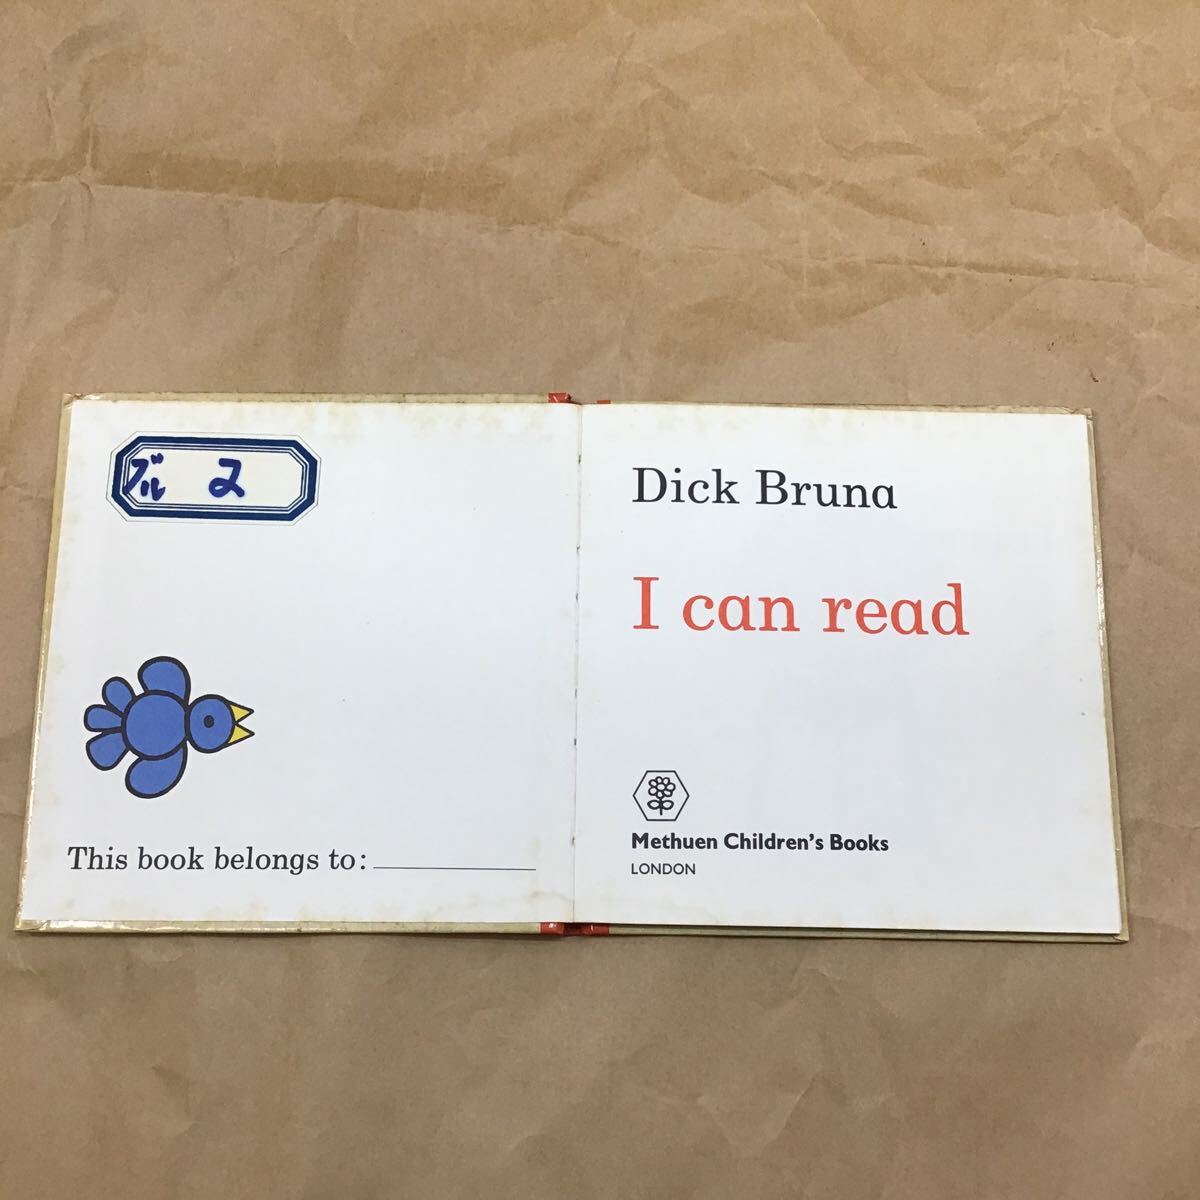 ブル 2
This book belongs to:
Dick Bruna
I can read
Methuen Children's Books
LONDON